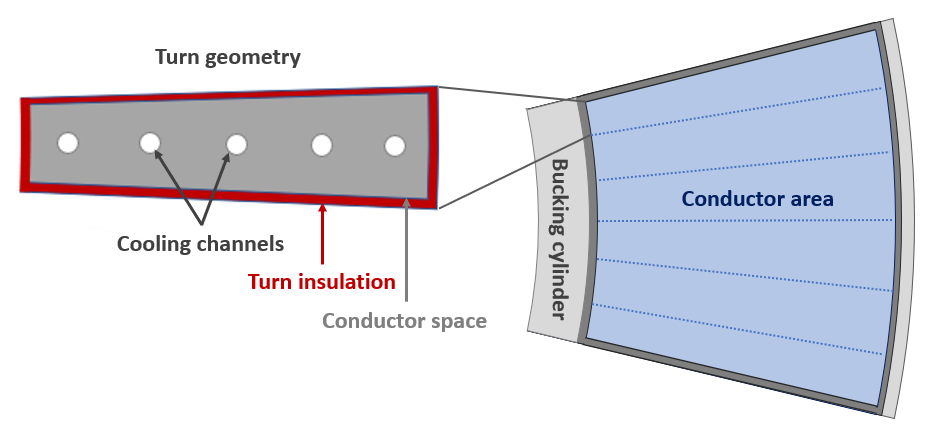 Turn geometry
Cooling channels
Turn insulation
Conductor space
Bucking cylinder
Conductor area